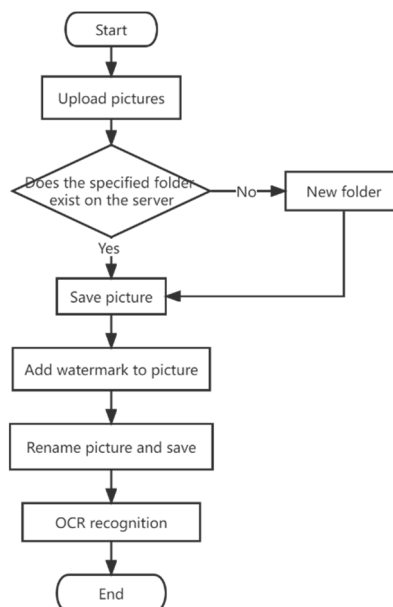 Start
Upload pictures
Does the specified folder
exist on the server
No
New folder
Yes
Save picture
Add watermark to picture
Rename picture and save
OCR recognition
End